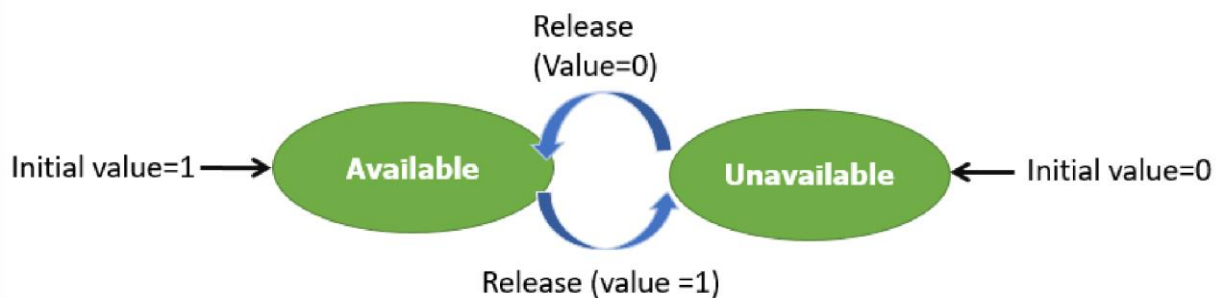 Release
(Value=0)
Initial value=1
Available
Unavailable
Initial value=0
Release (value =1)